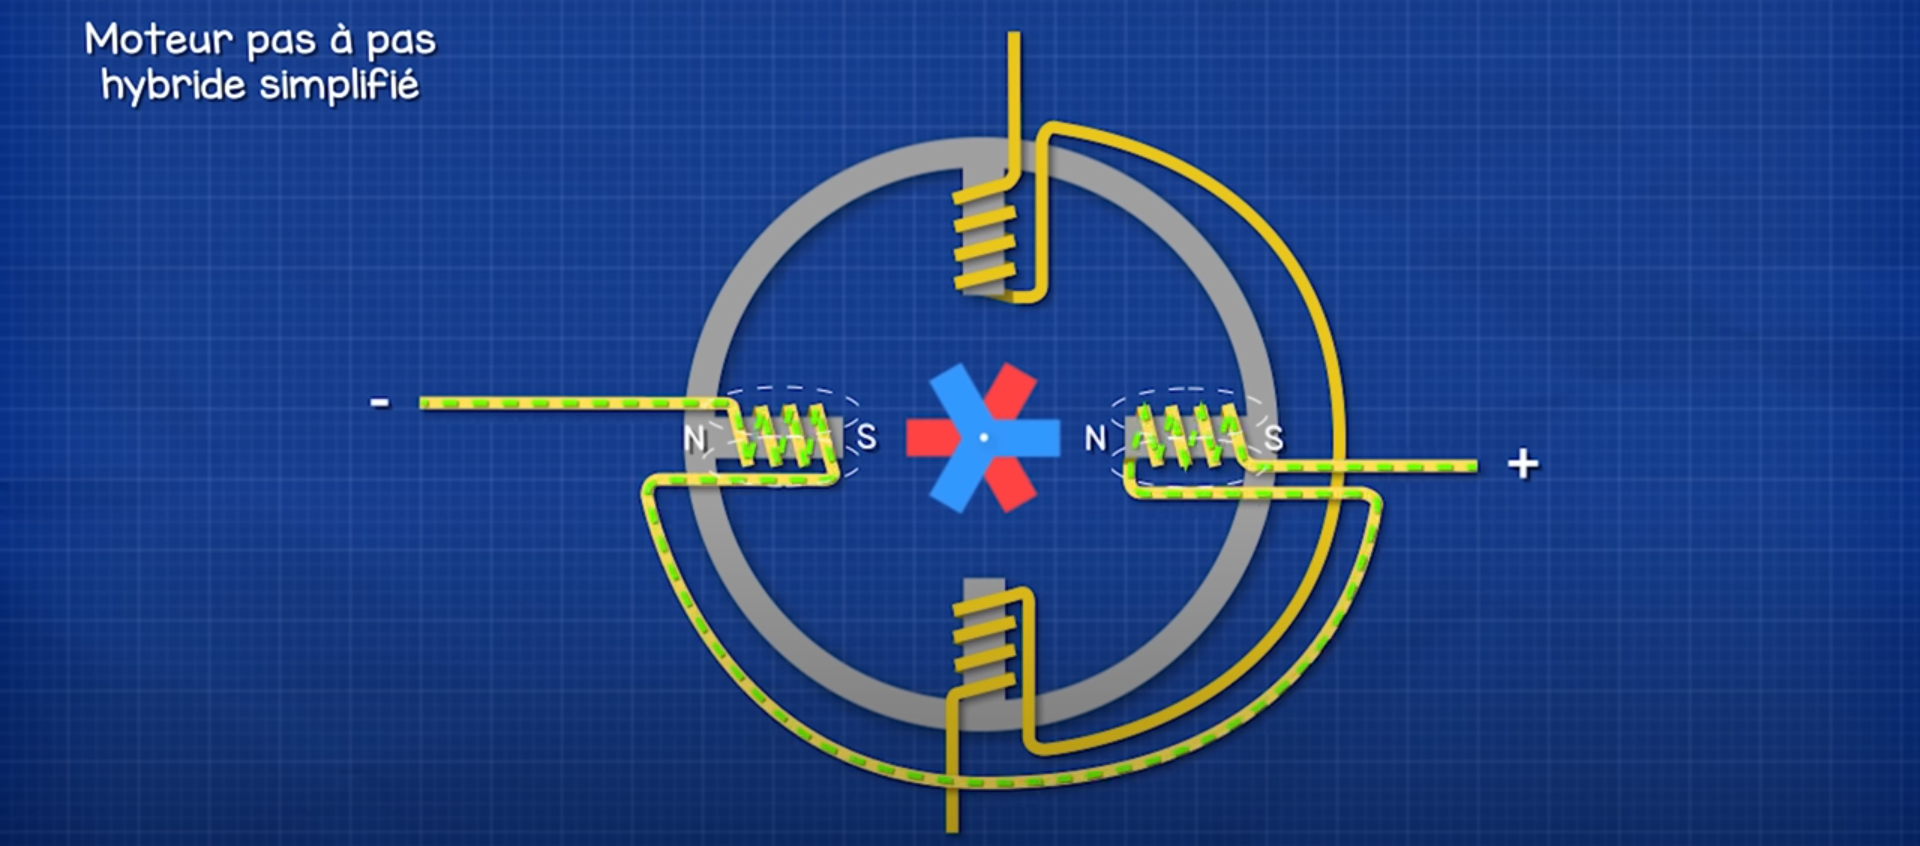 Moteur pas à pas
hybride simplifié
-
N S N S
+